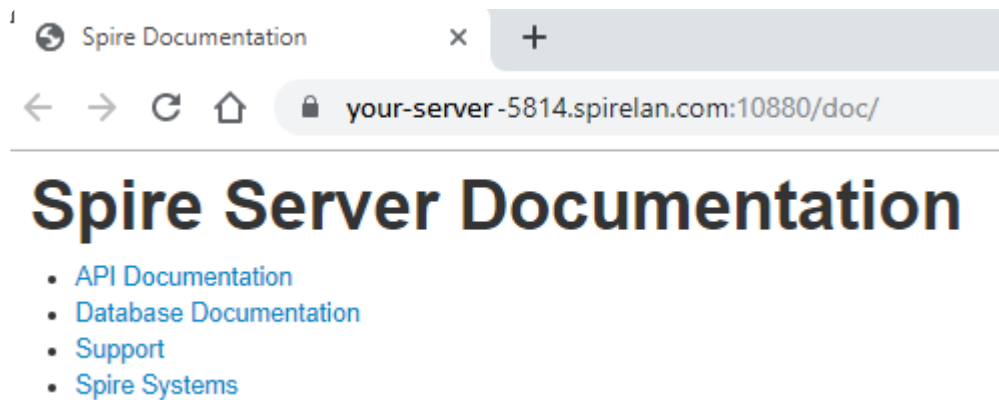 Spire Documentation
your-server-5814.spirelan.com:10880/doc/
Spire Server Documentation
API Documentation
Database Documentation
Support
Spire Systems